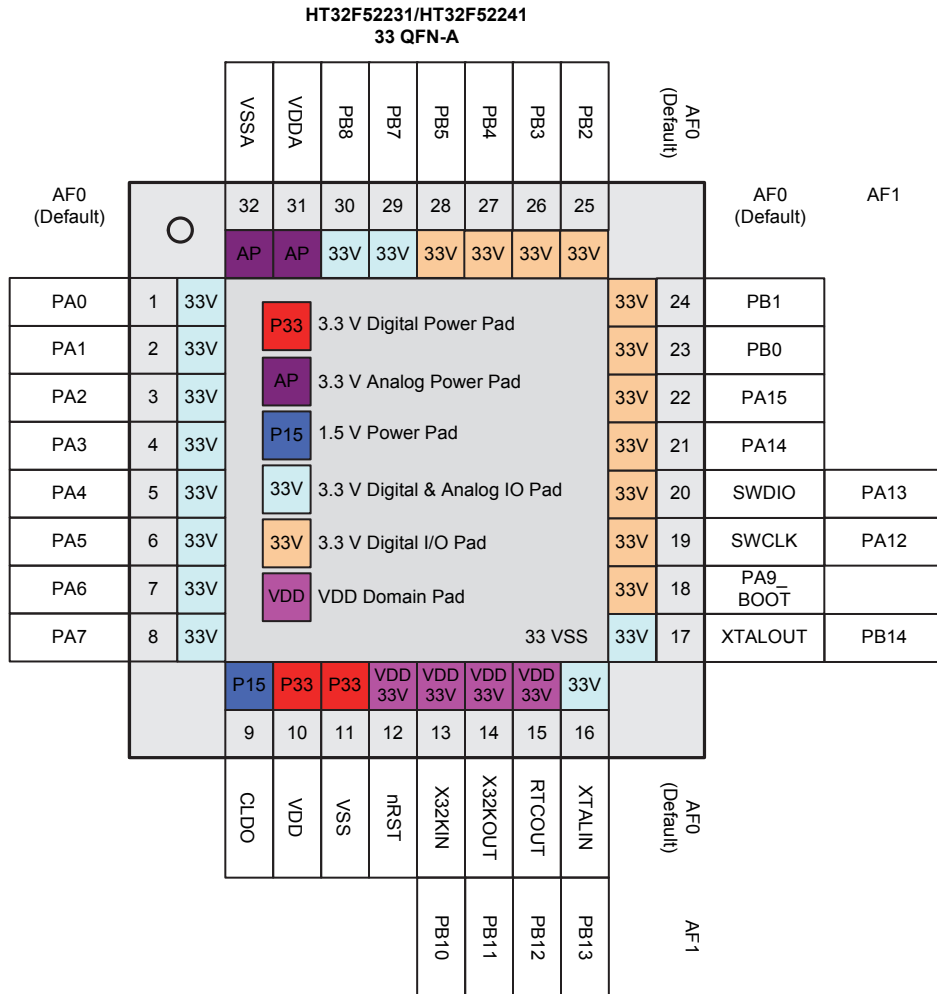 HT32F52231/HT32F52241
33 QFN-A
VSSA
VDDA
PB8
PB7
PB5
PB4
PB3
PB2
AF0
(Default)
AF0
(Default)
32 31 30 29 28 27 26 25
AF0
(Default)
AF1
AP AP 33V 33V 33V 33V 33V 33V
PA0 1 33V
33V 24 PB1
PA1 2 33V
33V 23 PB0
PA2 3 33V
33V 22 PA15
PA3 4 33V
33V 21 PA14
PA4 5 33V
33V 20 SWDIO PA13
PA5 6 33V
33V 19 SWCLK PA12
PA6 7 33V
33V 18 PA9_
BOOT
PA7 8 33V
33V 17 XTALOUT PB14
P33 3.3 V Digital Power Pad
AP 3.3 V Analog Power Pad
P15 1.5 V Power Pad
33V 3.3 V Digital & Analog IO Pad
33V 3.3 V Digital I/O Pad
VDD VDD Domain Pad
33 VSS
P15 P33 P33 VDD VDD VDD VDD 33V
33V 33V 33V 33V
9 10 11 12 13 14 15 16
CLDO
VDD
VSS
nRST
X32KIN
X32KOUT
RTCOUT
XTALIN
AF0
(Default)
PB10
PB11
PB12
PB13
AF1